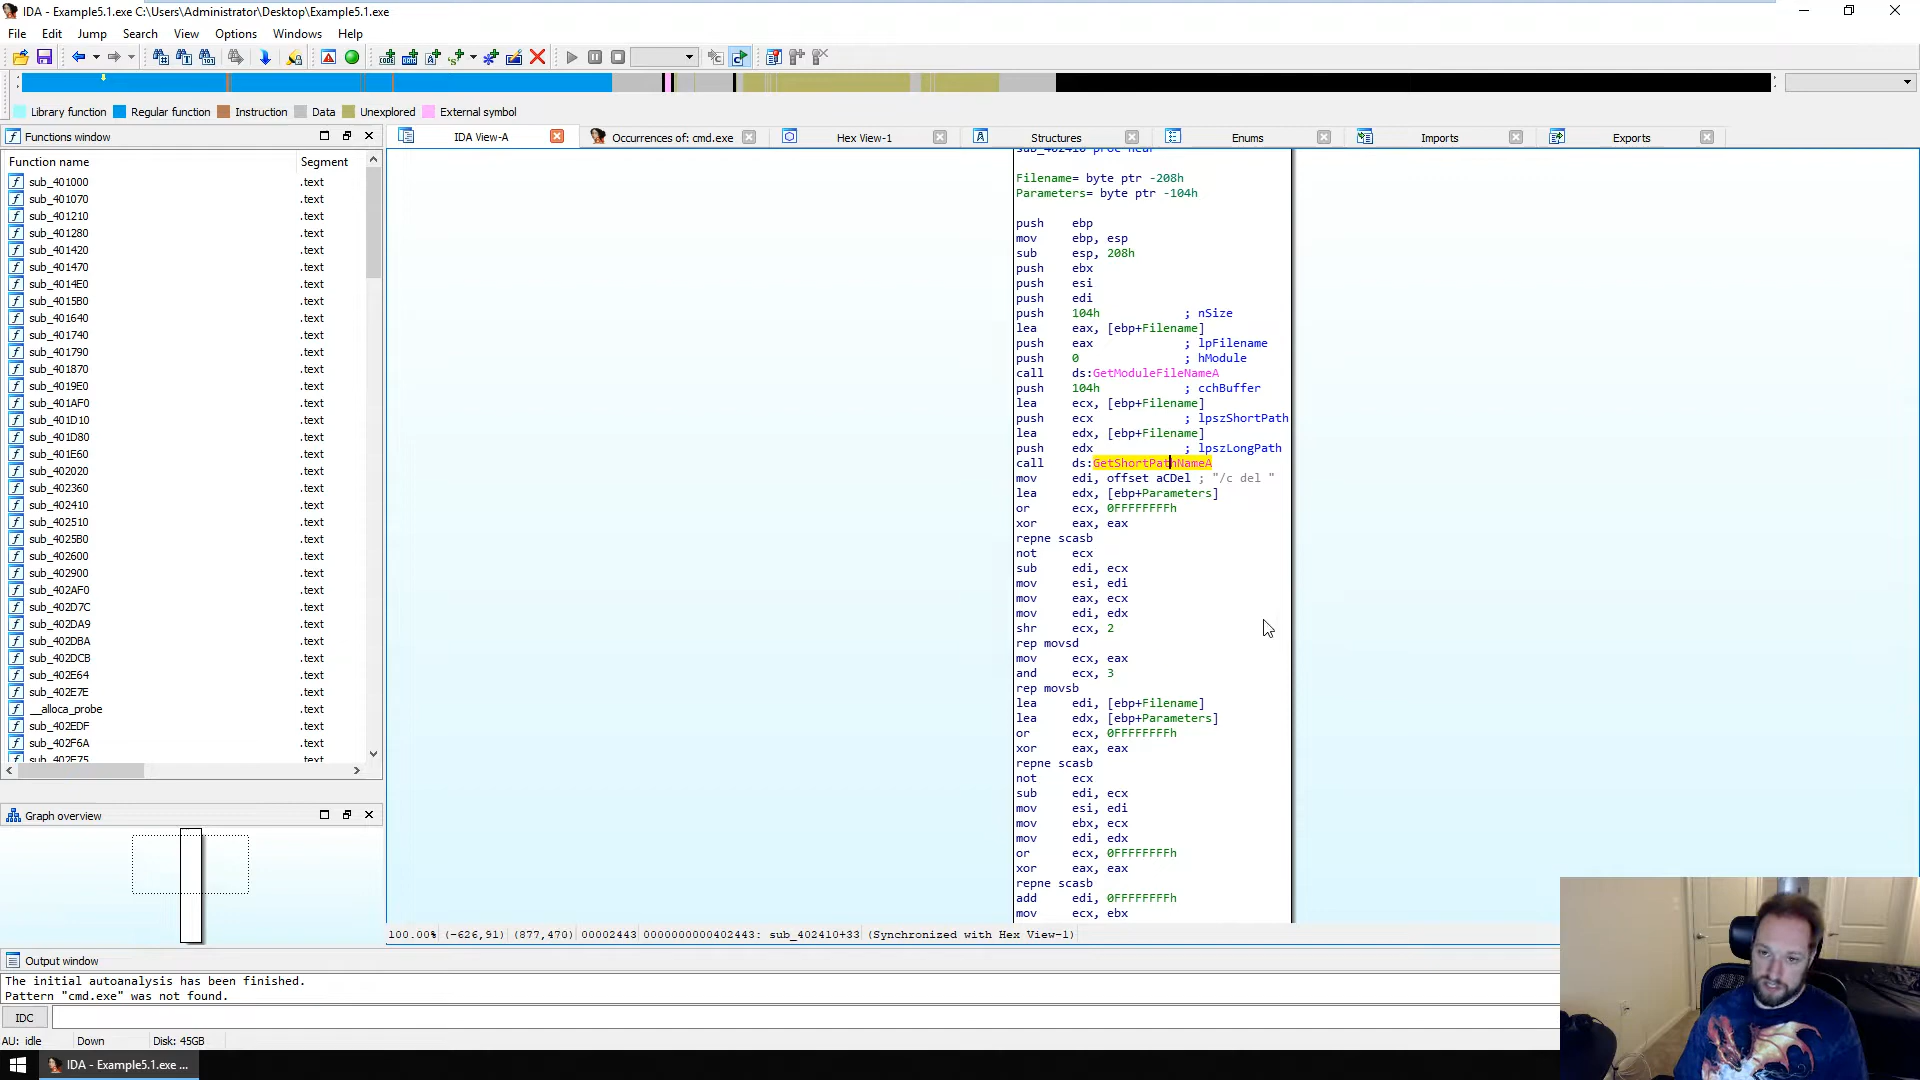 IDA - Example5.1.exe C:\Users\Administrator\Desktop\Example5.1.exe
File Edit Jump Search View Options Windows Help
Library function Regular function Instruction Data Unexplored External symbol
Functions window
IDA View-A
Occurrences of: cmd.exe
Hex View-1
Structures
Enums
Imports
Exports
Function name Segment
sub_401000 .text
sub_401070 .text
sub_401210 .text
sub_401280 .text
sub_401420 .text
sub_401470 .text
sub_4014E0 .text
sub_4015B0 .text
sub_401640 .text
sub_401740 .text
sub_401790 .text
sub_401870 .text
sub_4019E0 .text
sub_401AF0 .text
sub_401D10 .text
sub_401D80 .text
sub_401E60 .text
sub_402020 .text
sub_402360 .text
sub_402410 .text
sub_402510 .text
sub_4025B0 .text
sub_402600 .text
sub_402900 .text
sub_402AF0 .text
sub_402D7C .text
sub_402DA9 .text
sub_402DBA .text
sub_402DCB .text
sub_402E64 .text
sub_402E7E .text
__alloca_probe .text
sub_402EDF .text
sub_402F6A .text
sub_402F75 .text
Graph overview
sub_402410 proc near
Filename= byte ptr -208h
Parameters= byte ptr -104h
push ebp
mov ebp, esp
sub esp, 208h
push ebx
push esi
push edi
push 104h ; nSize
lea eax, [ebp+Filename]
push eax ; lpFilename
push 0 ; hModule
call ds:GetModuleFileNameA
push 104h ; cchBuffer
lea ecx, [ebp+Filename]
push ecx ; lpszShortPath
lea edx, [ebp+Filename]
push edx ; lpszLongPath
call ds:GetShortPathNameA
mov edi, offset aCDel ; "/c del "
lea edx, [ebp+Parameters]
or ecx, 0FFFFFFFFh
xor eax, eax
repne scasb
not ecx
sub edi, ecx
mov esi, edi
mov eax, ecx
mov edi, edx
shr ecx, 2
rep movsd
mov ecx, eax
and ecx, 3
rep movsb
lea edi, [ebp+Filename]
lea edx, [ebp+Parameters]
or ecx, 0FFFFFFFFh
xor eax, eax
repne scasb
not ecx
sub edi, ecx
mov esi, edi
mov ebx, ecx
mov edi, edx
or ecx, 0FFFFFFFFh
xor eax, eax
repne scasb
add edi, 0FFFFFFFFh
mov ecx, ebx
100.00% (-626,91) (877,470) 00002443 0000000000402443: sub_402410+33 (Synchronized with Hex View-1)
Output window
The initial autoanalysis has been finished.
Pattern "cmd.exe" was not found.
IDC
AU: idle Down Disk: 45GB
IDA - Example5.1.exe ...